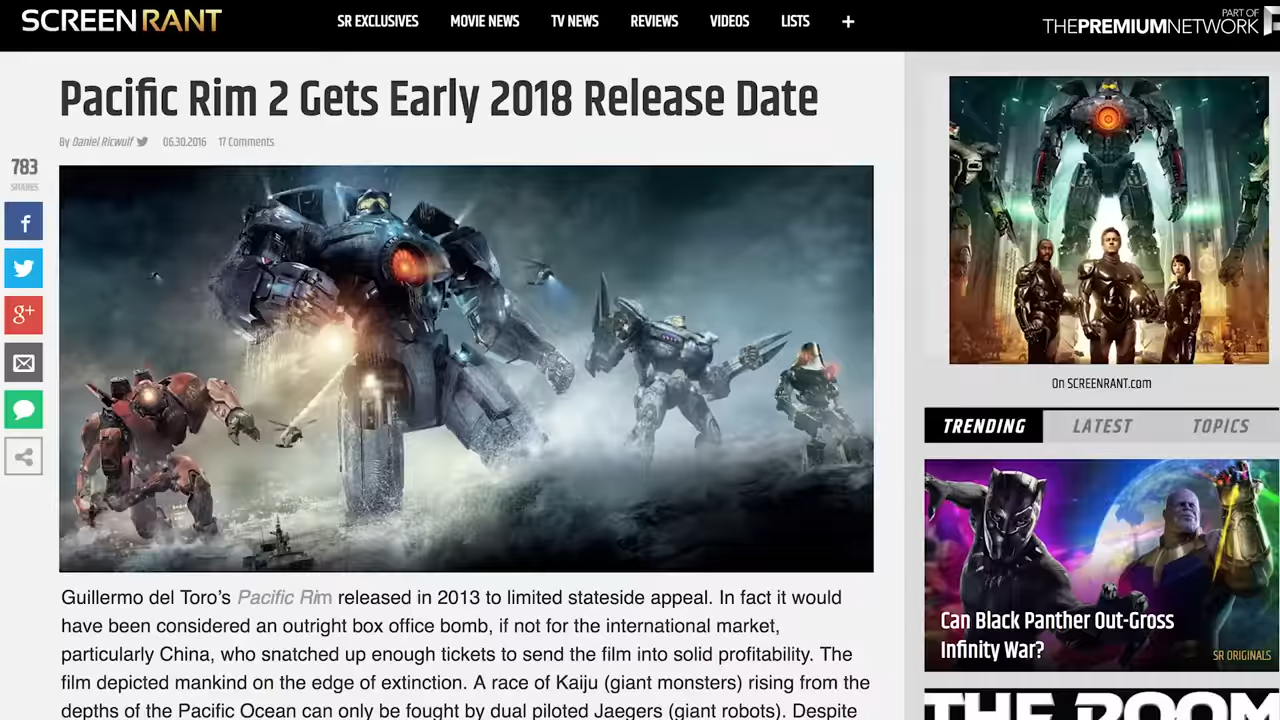 SCREENRANT
SR EXCLUSIVES MOVIE NEWS TV NEWS REVIEWS VIDEOS LISTS +
PART OF
THEPREMIUMNETWORK
Pacific Rim 2 Gets Early 2018 Release Date
By Daniel Ricwulf 06.30.2016 17 Comments
783
SHARES
f
g+
Guillermo del Toro’s Pacific Rim released in 2013 to limited stateside appeal. In fact it would
have been considered an outright box office bomb, if not for the international market,
particularly China, who snatched up enough tickets to send the film into solid profitability. The
film depicted mankind on the edge of extinction. A race of Kaiju (giant monsters) rising from the
depths of the Pacific Ocean can only be fought by dual piloted Jaegers (giant robots). Despite
On SCREENRANT.com
TRENDING LATEST TOPICS
Can Black Panther Out-Gross
Infinity War?
SR ORIGINALS
THE ROOM